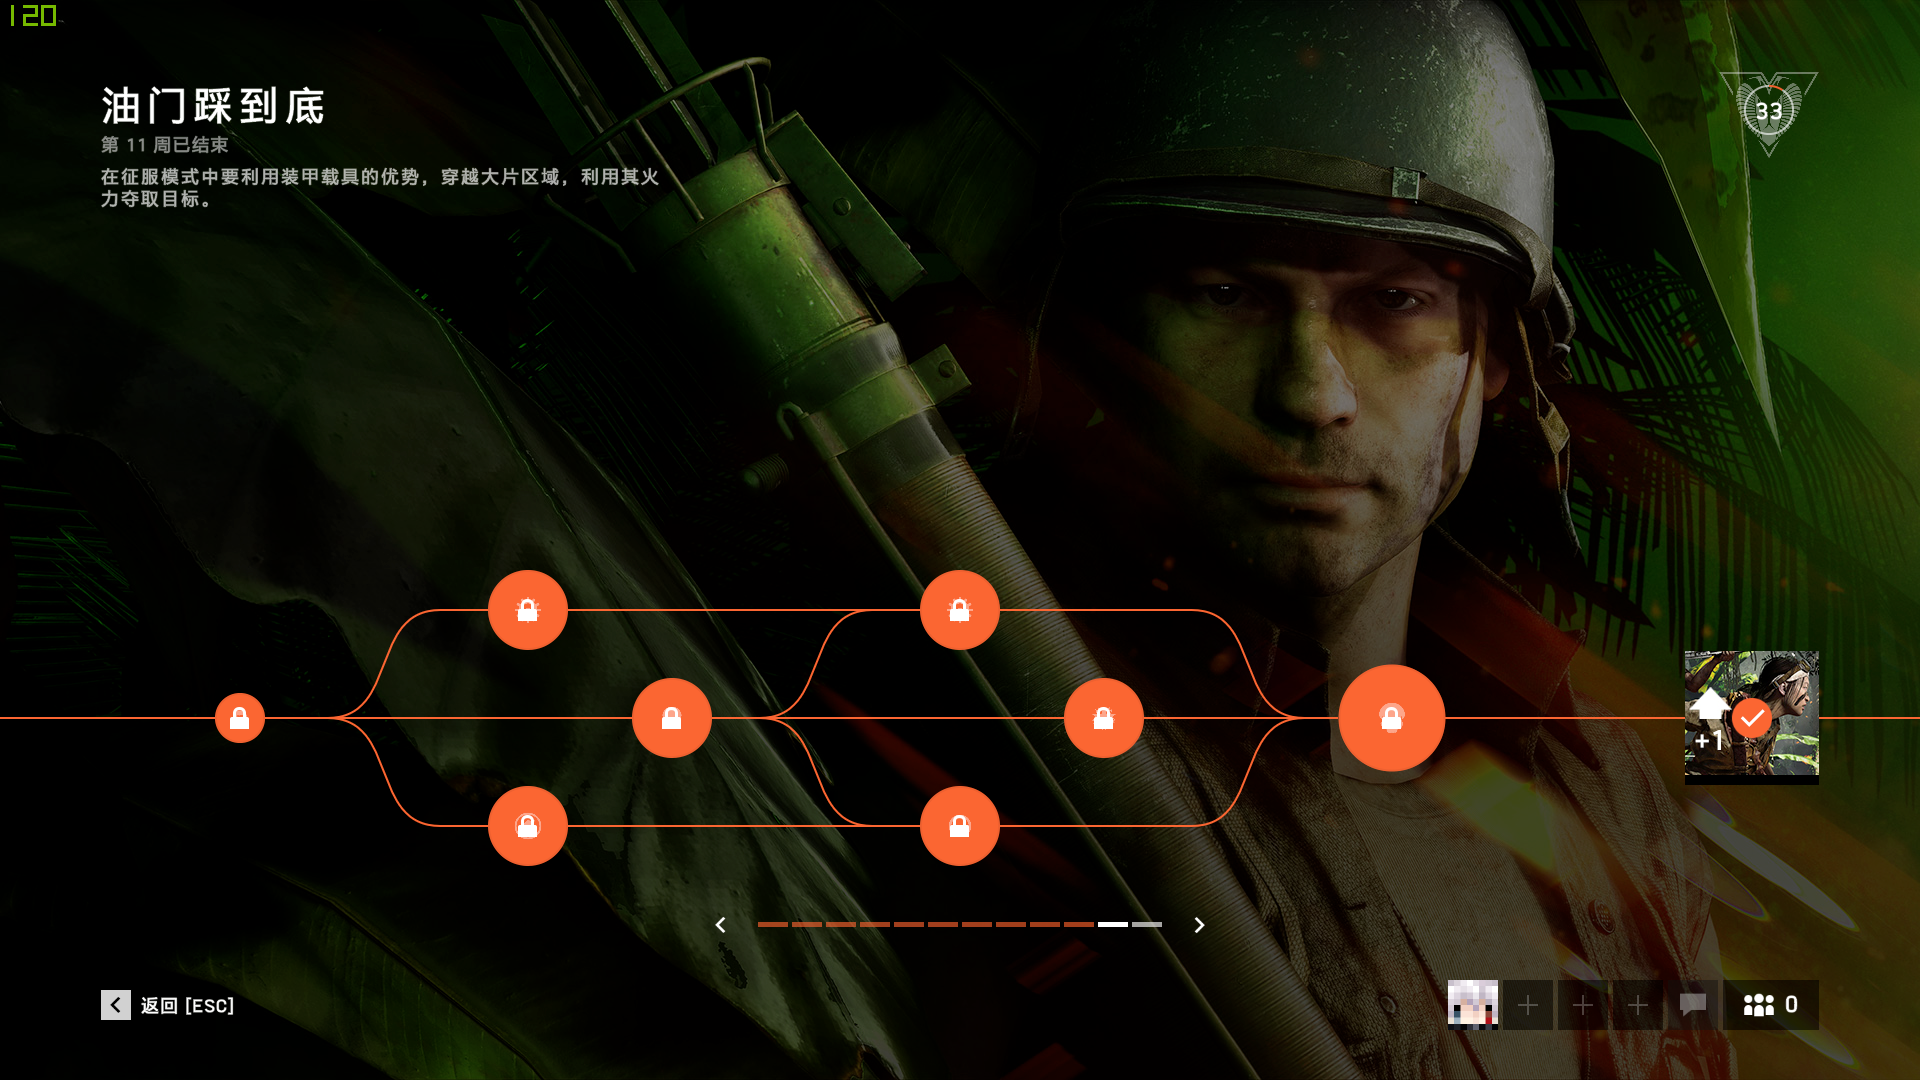 120
油门踩到底
第 11 周已结束
33
在征服模式中要利用装甲载具的优势，穿越大片区域，利用其火
力夺取目标。
+1
返回 [ESC]
0